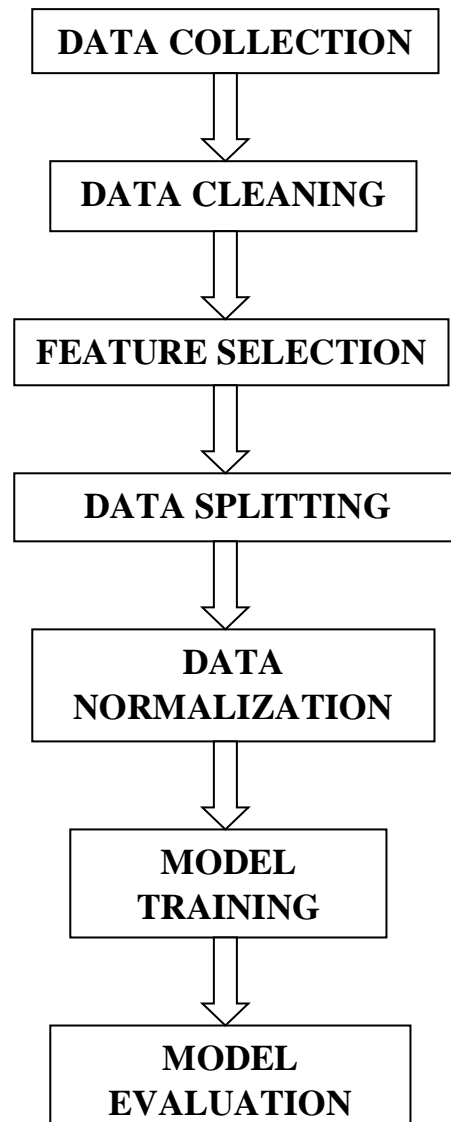 DATA COLLECTION
DATA CLEANING
FEATURE SELECTION
DATA SPLITTING
DATA
NORMALIZATION
MODEL
TRAINING
MODEL
EVALUATION